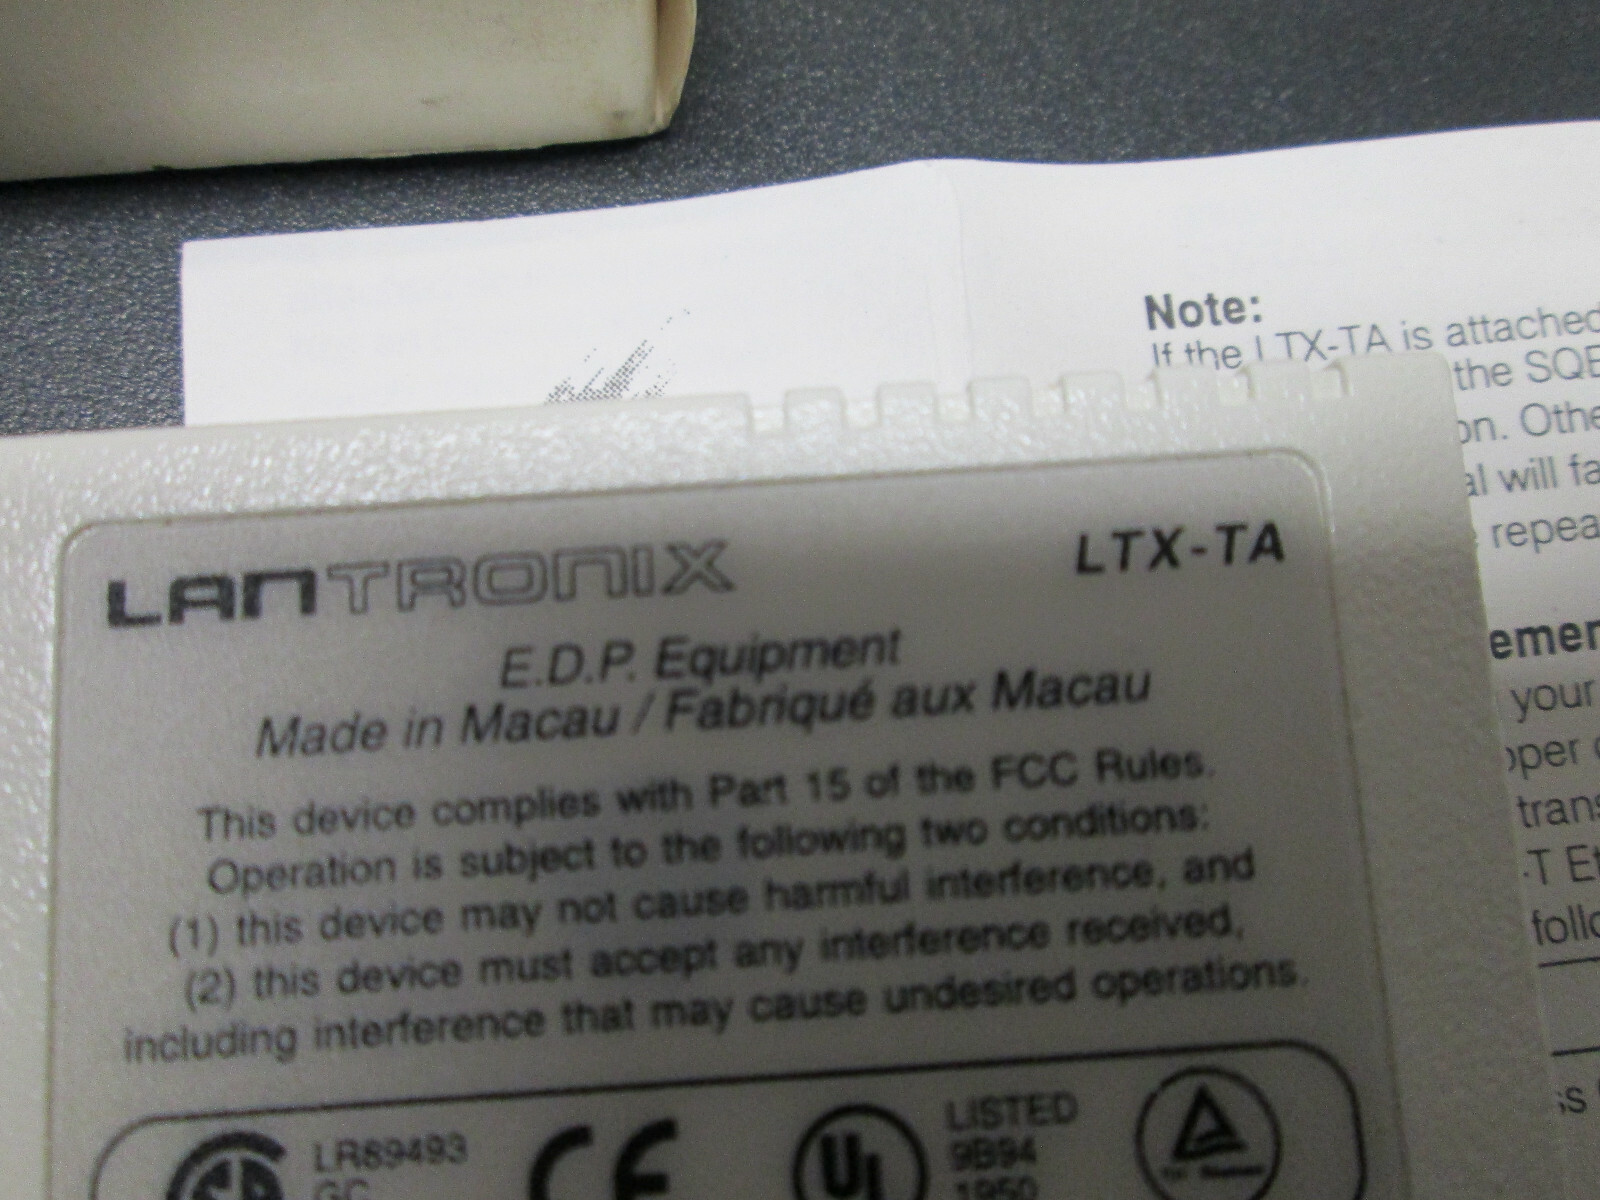 Note:
If the LTX-TA is attached
the SQE
on. Othe
al will fa
repea
emen
your
oper
trans
-T Et
follo
LANTRONIX
LTX-TA
E.D.P. Equipment
Made in Macau / Fabriqué aux Macau
This device complies with Part 15 of the FCC Rules.
Operation is subject to the following two conditions:
(1) this device may not cause harmful interference, and
(2) this device must accept any interference received,
including interference that may cause undesired operations.
LR89493
GC
CE
UL
LISTED
9B94
1950